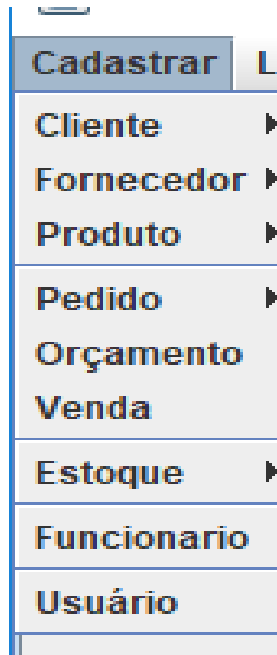 Cadastrar L
Cliente
Fornecedor
Produto
Pedido
Orçamento
Venda
Estoque
Funcionario
Usuário